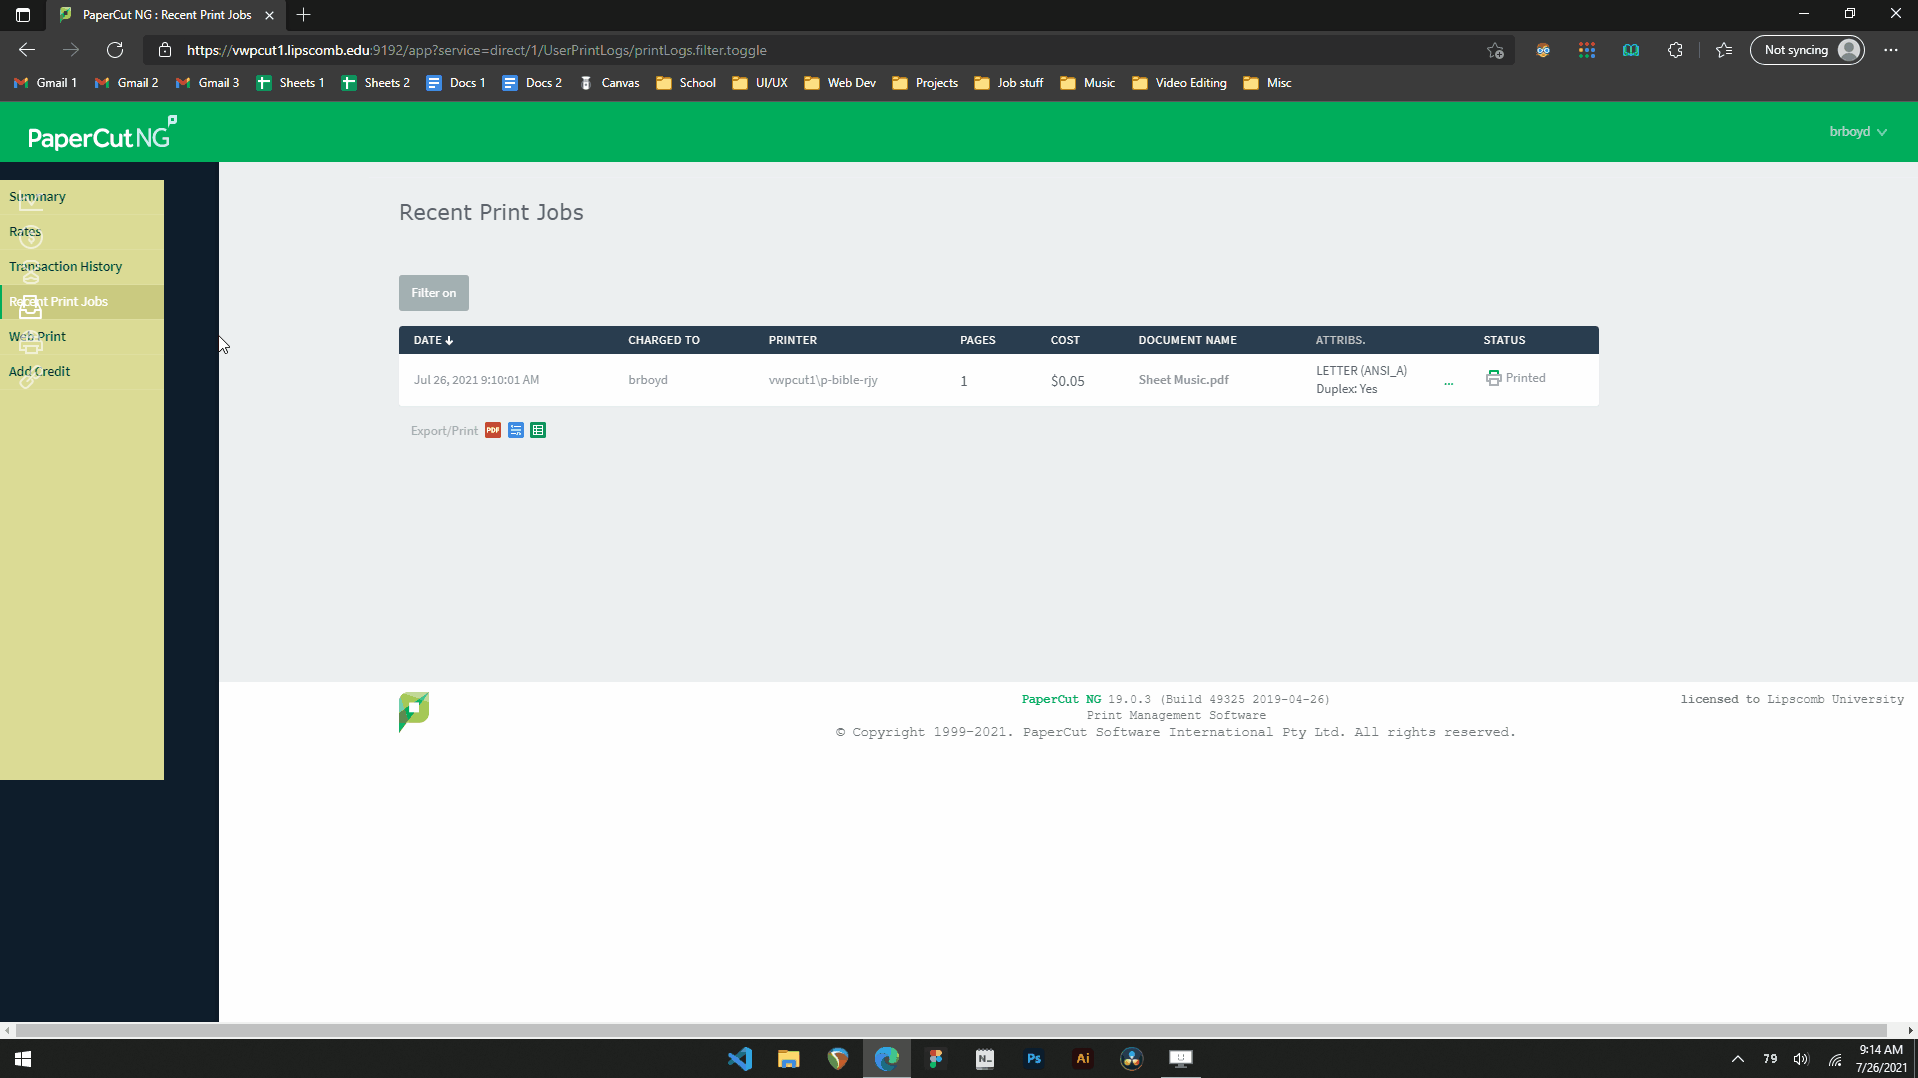 PaperCut NG : Recent Print Jobs
https://vwpcut1.lipscomb.edu:9192/app?service=direct/1/UserPrintLogs/printLogs.filter.toggle
Not syncing
Gmail 1 Gmail 2 Gmail 3 Sheets 1 Sheets 2 Docs 1 Docs 2 Canvas School UI/UX Web Dev Projects Job stuff Music Video Editing Misc
PaperCut NG
brboyd
Summary
Rates
Transaction History
Recent Print Jobs
Web Print
Add Credit
Recent Print Jobs
Filter on
DATE CHARGED TO PRINTER PAGES COST DOCUMENT NAME ATTRIBS. STATUS
Jul 26, 2021 9:10:01 AM brboyd vwpcut1\p-bible-rjy 1 $0.05 Sheet Music.pdf LETTER (ANSI_A) ... Printed
Duplex: Yes
Export/Print PDF
PaperCut NG 19.0.3 (Build 49325 2019-04-26)
Print Management Software
© Copyright 1999-2021. PaperCut Software International Pty Ltd. All rights reserved.
licensed to Lipscomb University
N_ Ps Ai
79
9:14 AM
7/26/2021